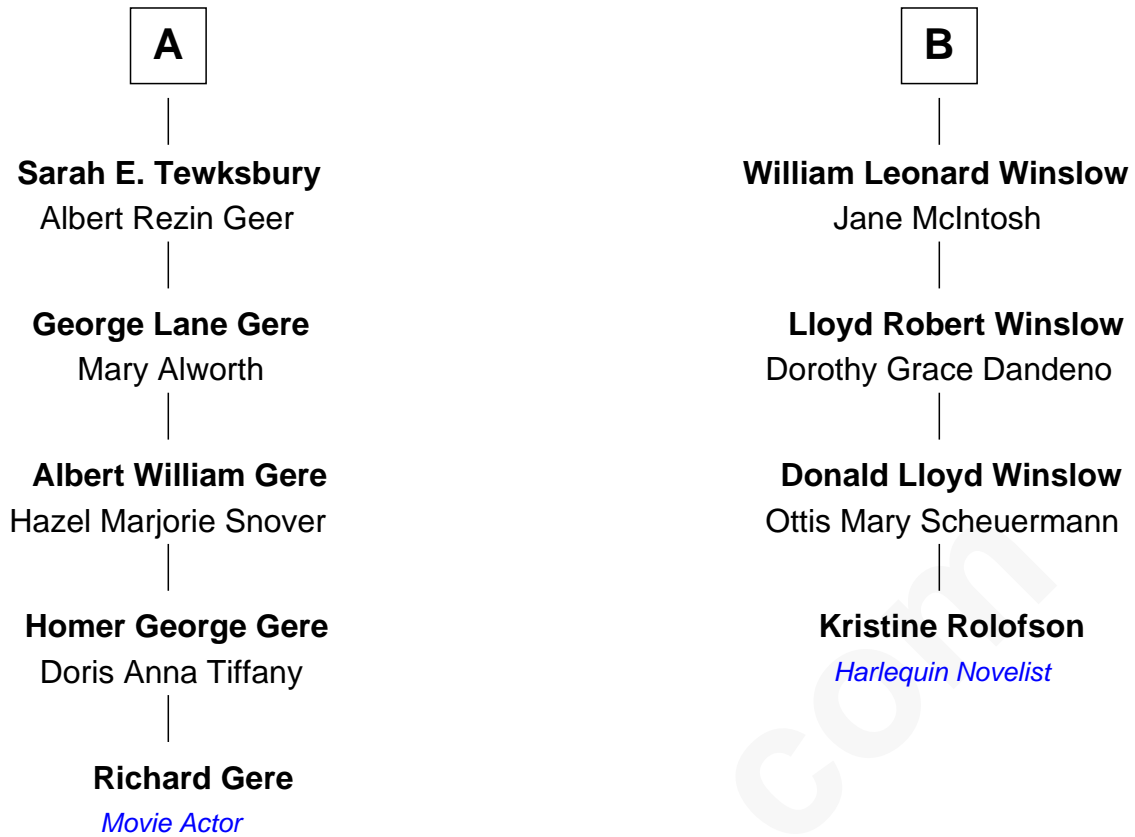 A
Sarah E. Tewksbury
Albert Rezin Geer
George Lane Gere
Mary Alworth
Albert William Gere
Hazel Marjorie Snover
Homer George Gere
Doris Anna Tiffany
Richard Gere
Movie Actor
B
William Leonard Winslow
Jane McIntosh
Lloyd Robert Winslow
Dorothy Grace Dandeno
Donald Lloyd Winslow
Ottis Mary Scheuermann
Kristine Rolofson
Harlequin Novelist
com